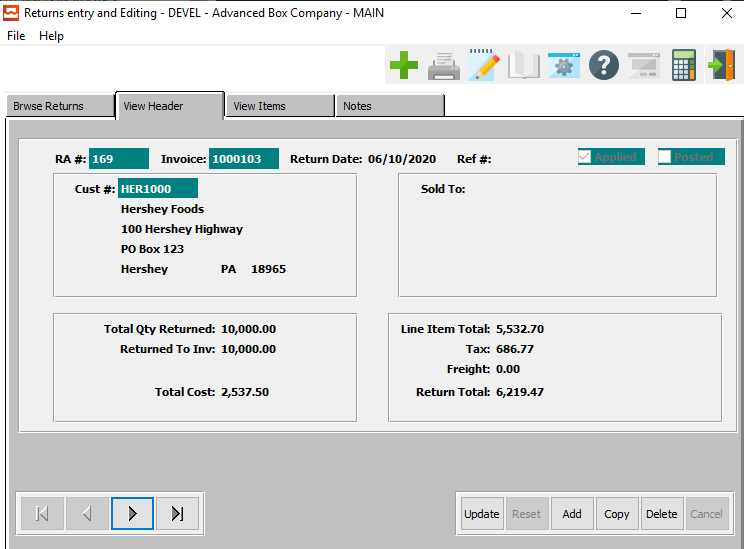 Returns entry and Editing - DEVEL - Advanced Box Company - MAIN
File Help
Brwse Returns View Header View Items Notes
RA #: 169 Invoice: 1000103 Return Date: 06/10/2020 Ref #: Applied Posted
Cust #: HER1000 Sold To:
Hershey Foods
100 Hershey Highway
PO Box 123
Hershey PA 18965
Total Qty Returned: 10,000.00 Line Item Total: 5,532.70
Returned To Inv: 10,000.00 Tax: 686.77
Freight: 0.00
Total Cost: 2,537.50 Return Total: 6,219.47
Update Reset Add Copy Delete Cancel